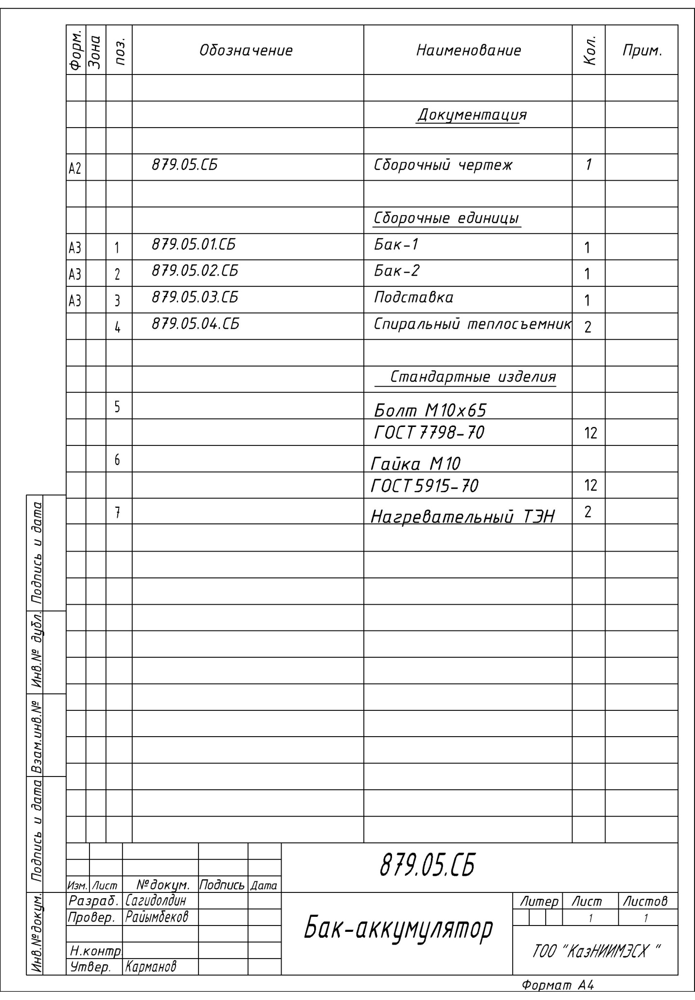 Форм. Зона поз. Обозначение Наименование Кол. Прим.
Документация
А2 879.05.СБ Сборочный чертеж 1
Сборочные единицы
А3 1 879.05.01.СБ Бак-1 1
А3 2 879.05.02.СБ Бак-2 1
А3 3 879.05.03.СБ Подставка 1
4 879.05.04.СБ Спиральный теплосъемник 2
Стандартные изделия
5 Болт М10х65
ГОСТ 7798-70 12
6 Гайка М10
ГОСТ 5915-70 12
7 Нагревательный ТЭН 2
Подпись и дата
Инв.№ дубл.
Взам.инв.№
Подпись и дата
Инв.№докум.
879.05.СБ
Изм. Лист №докум. Подпись Дата
Разраб. Сагидолдин
Провер. Райымбеков
Н.контр.
Утвер. Карманов
Бак-аккумулятор
Литер Лист Листов
1 1
ТОО "КазНИИМЭСХ "
Формат А4